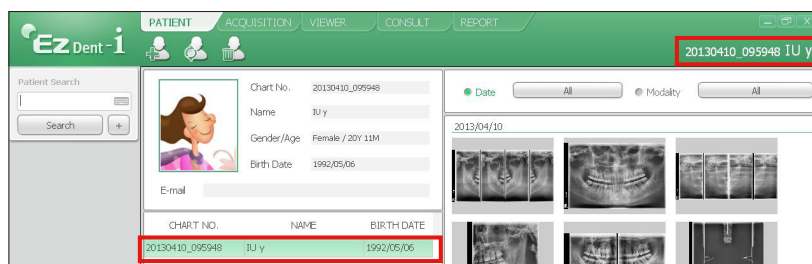 PATIENT ACQUISITION VIEWER CONSULT REPORT
Ez Dent-i
20130410_095948 IU y
Patient Search
Search +
Chart No. 20130410_095948
Name IU y
Gender/Age Female / 20Y 11M
Birth Date 1992/05/06
E-mail
CHART NO. NAME BIRTH DATE
20130410_095948 IU y 1992/05/06
Date All Modality All
2013/04/10